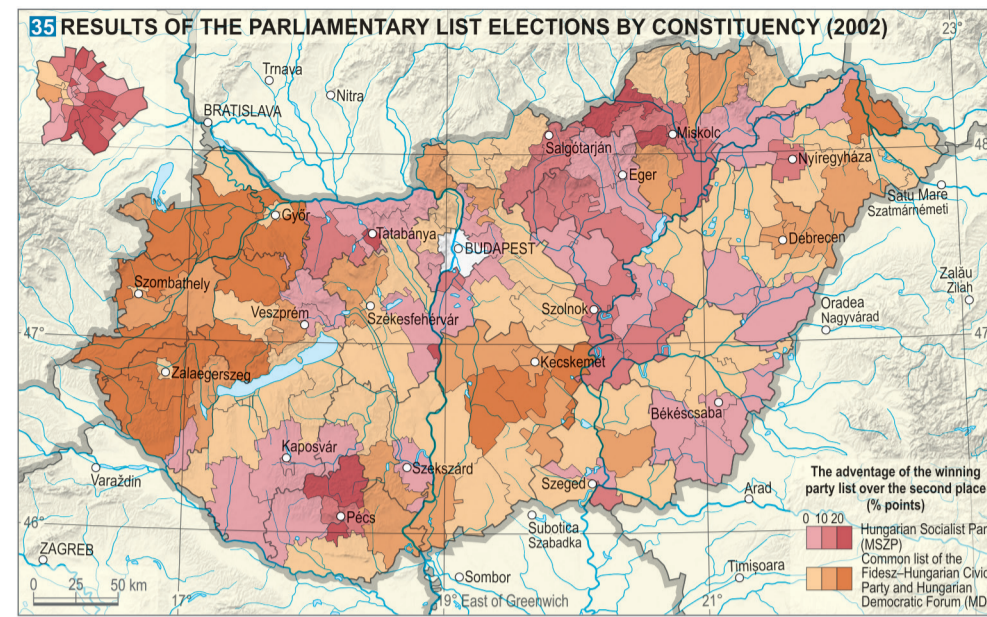 35 RESULTS OF THE PARLIAMENTARY LIST ELECTIONS BY CONSTITUENCY (2002)
23°
Trnava
Nitra
BRATISLAVA
Salgótarján
Miskolc
48
Eger
Nyíregyháza
Satu Mare
Szatmárnémeti
Győr
Tatabánya
BUDAPEST
Debrecen
Szombathely
Zalău
Zilah
Veszprém
Székesfehérvár
Szolnok
Oradea
Nagyvárad
47°
47
Kecskemét
Zalaegerszeg
Békéscsaba
Kaposvár
Szekszárd
Szeged
Varaždin
Arad
Pécs
46°
Subotica
Szabadka
ZAGREB
Timișoara
Sombor
0 25 50 km
17°
19° East of Greenwich
21°
The advantage of the winning
party list over the second place
(% points)
0 10 20
Hungarian Socialist Par
(MSZP)
Common list of the
Fidesz–Hungarian Civic
Party and Hungarian
Democratic Forum (MD